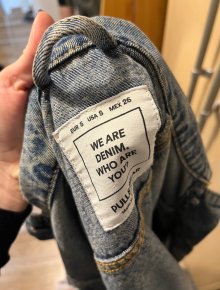 EUR S USA S MEX 26
WE ARE
DENIM.
WHO ARE
YOU?
PULL